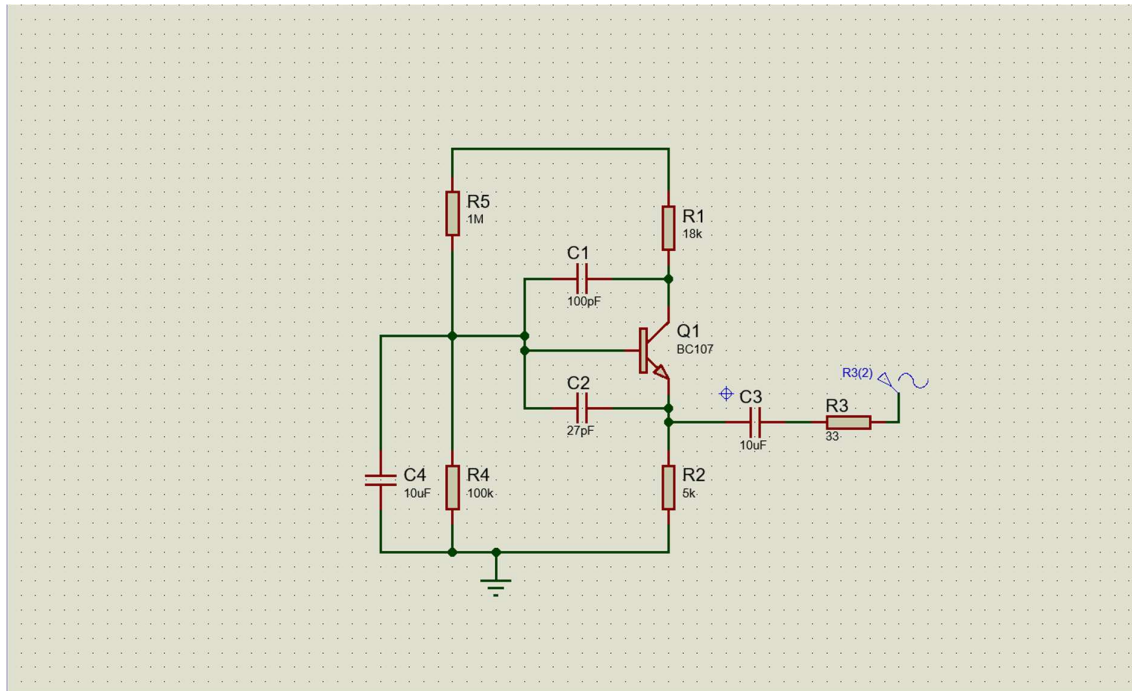 R5
1M
R1
18k
C1
100pF
Q1
BC107
R3(2)
C2
27pF
C3
10uF
R3
33
C4
10uF
R4
100k
R2
5k